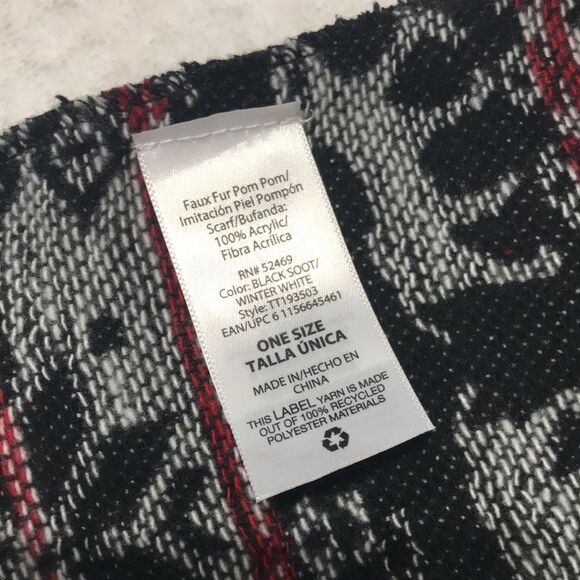 Faux Fur Pom Pom/
Imitación Piel Pompón
Scarf/Bufanda:
100% Acrylic/
Fibra Acrílica
RN# 52469
Color: BLACK SOOT/
WINTER WHITE
Style: TT193503
EAN/UPC 6 1156645461
ONE SIZE
TALLA ÚNICA
MADE IN/HECHO EN
CHINA
THIS LABEL YARN IS MADE
OUT OF 100% RECYCLED
POLYESTER MATERIALS